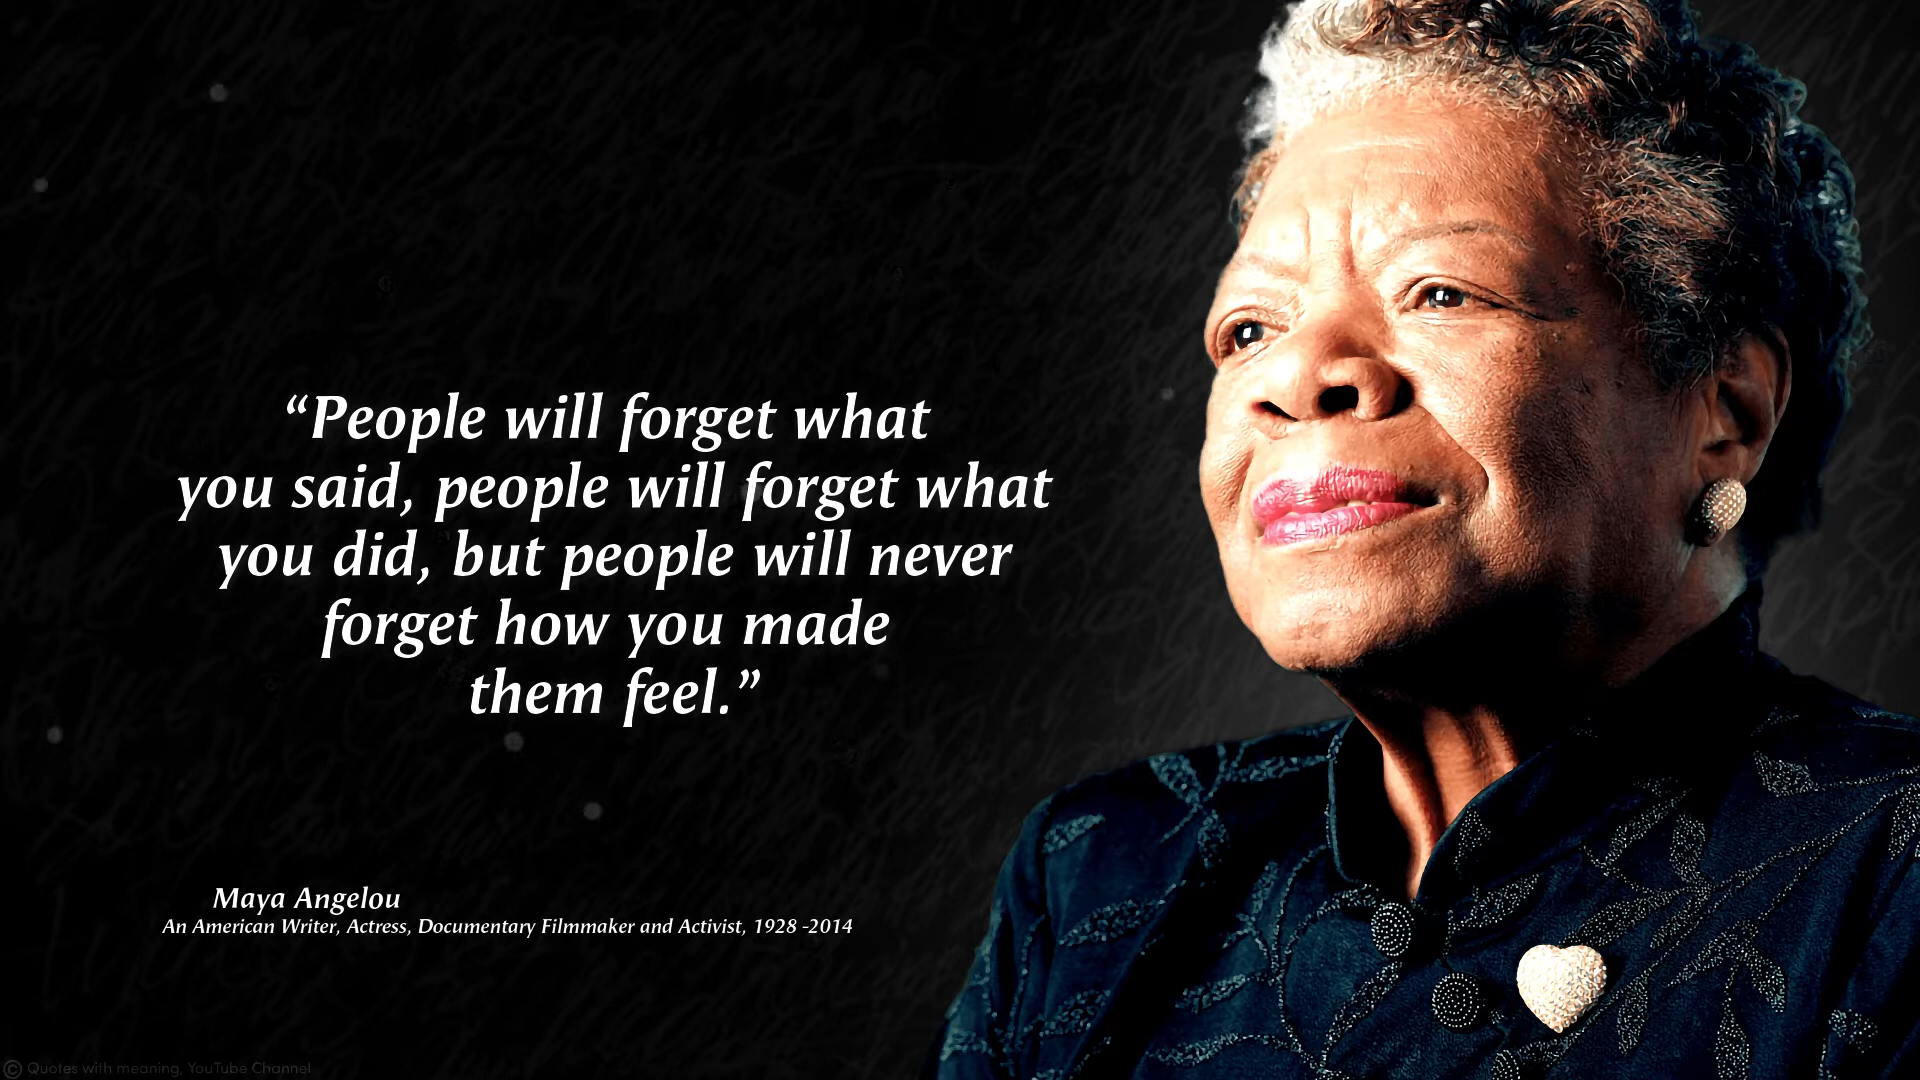 “People will forget what
you said, people will forget what
you did, but people will never
forget how you made
them feel.”
Maya Angelou
An American Writer, Actress, Documentary Filmmaker and Activist, 1928 -2014
© Quotes with meaning, YouTube Channel